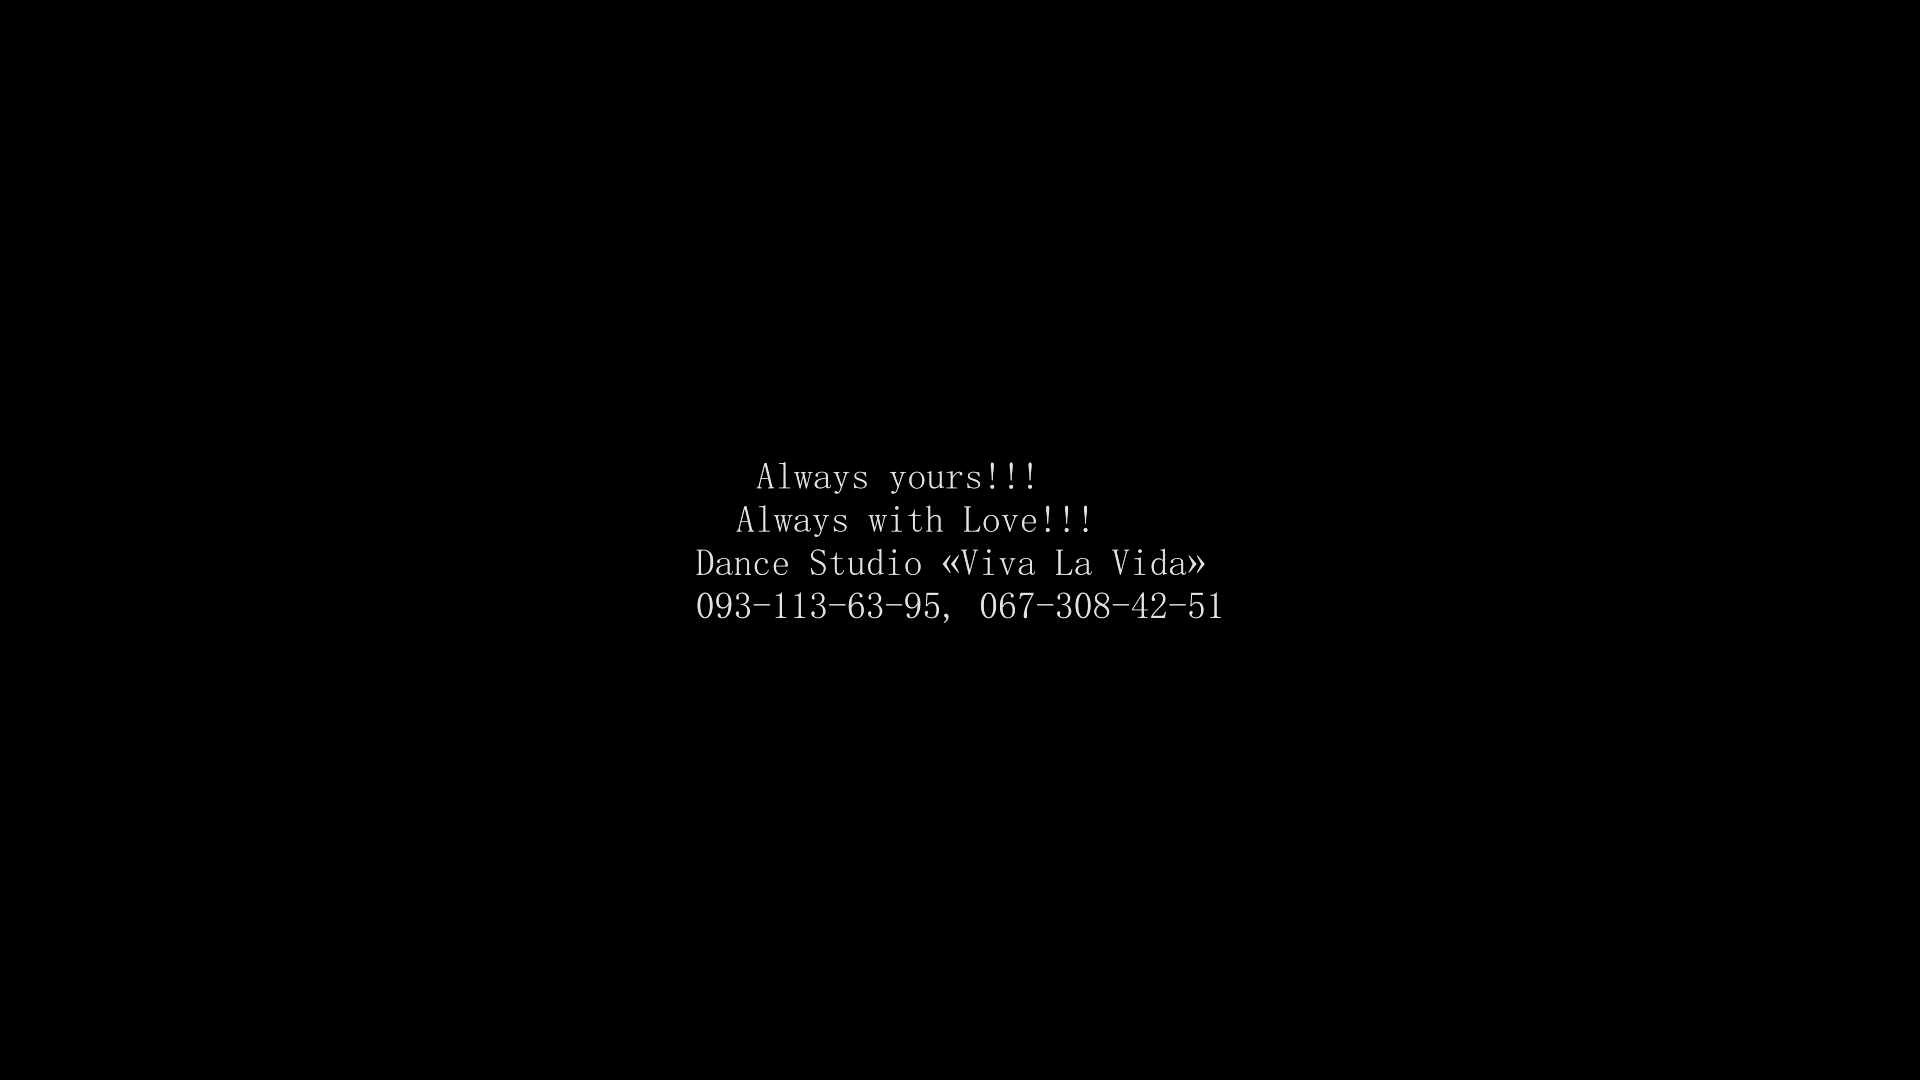 Always yours!!!
Always with Love!!!
Dance Studio «Viva La Vida»
093-113-63-95, 067-308-42-51